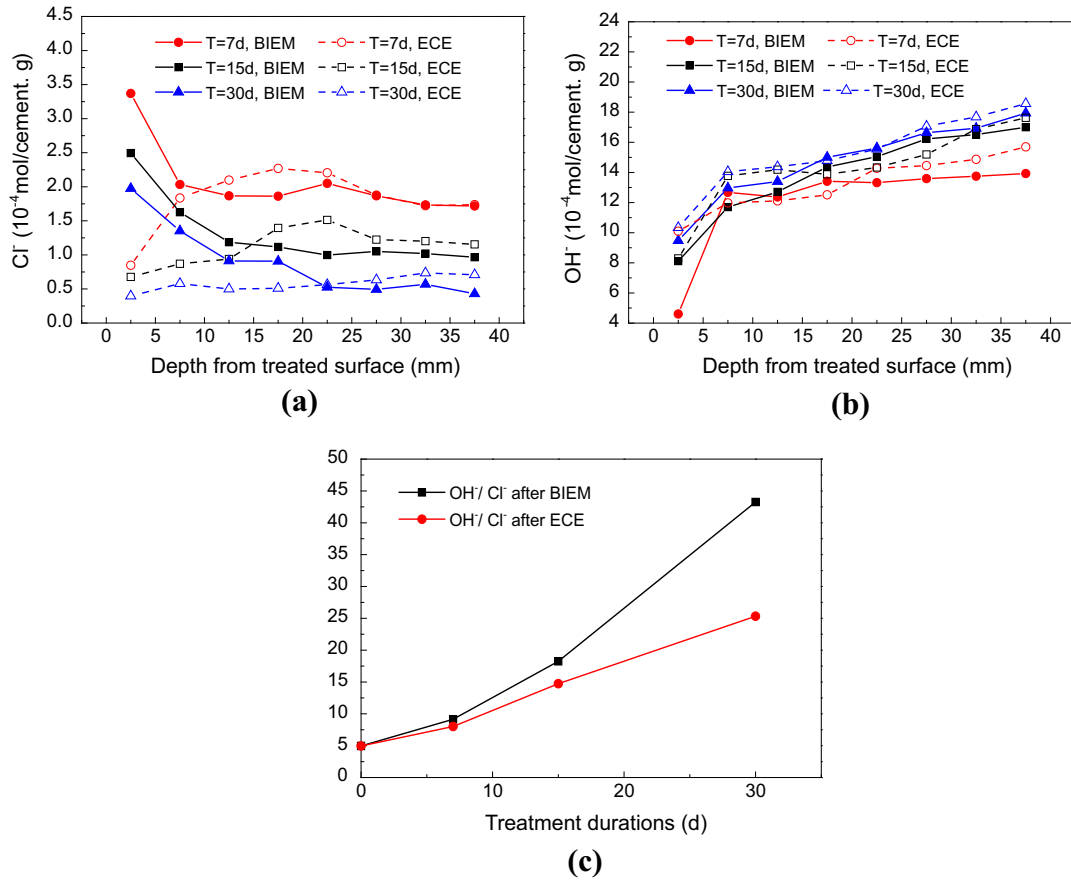 T=7d, BIEM T=7d, ECE
T=15d, BIEM T=15d, ECE
T=30d, BIEM T=30d, ECE
4.5
4.0
3.5
3.0
2.5
2.0
1.5
1.0
0.5
0.0
Cl⁻ (10⁻⁴mol/cement. g)
0 5 10 15 20 25 30 35 40
Depth from treated surface (mm)
(a)
T=7d, BIEM T=7d, ECE
T=15d, BIEM T=15d, ECE
T=30d, BIEM T=30d, ECE
24
22
20
18
16
14
12
10
8
6
4
OH⁻ (10⁻⁴mol/cement. g)
0 5 10 15 20 25 30 35 40
Depth from treated surface (mm)
(b)
OH⁻/ Cl⁻ after BIEM
OH⁻/ Cl⁻ after ECE
50
45
40
35
30
25
20
15
10
5
0
0 10 20 30
Treatment durations (d)
(c)